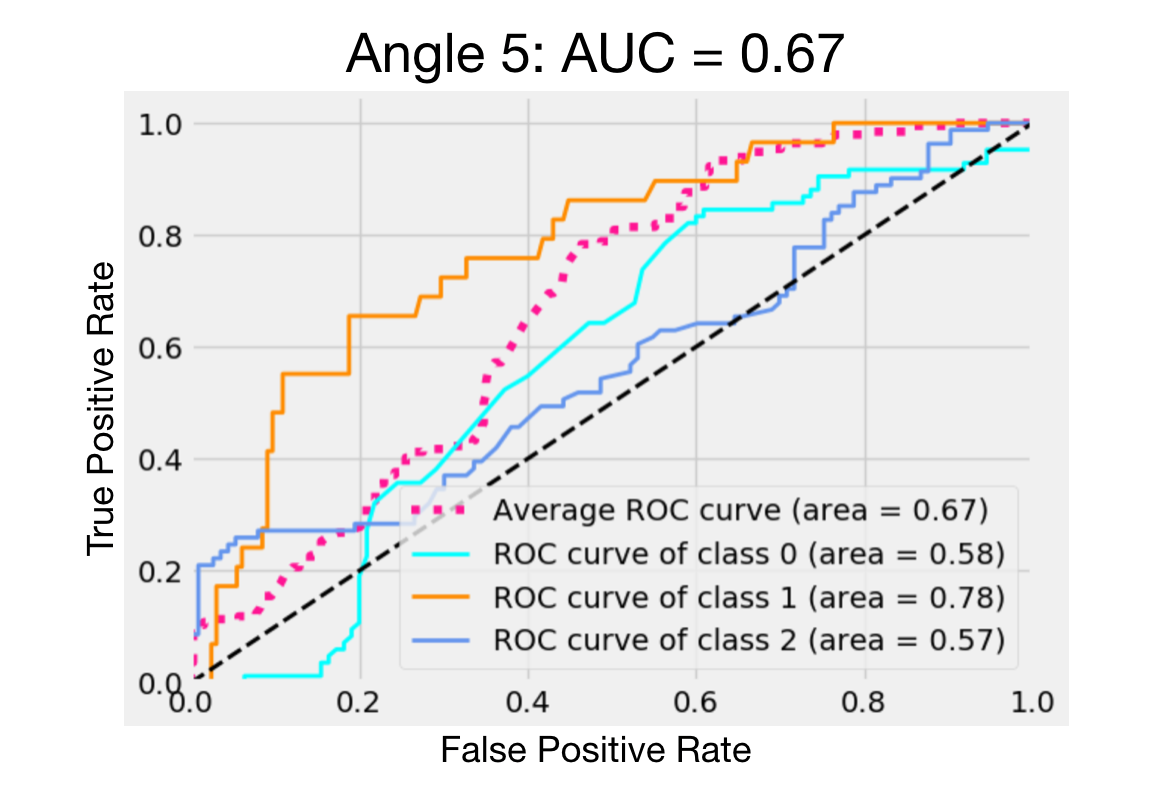 Angle 5: AUC = 0.67
1.0
0.8
0.6
0.4
0.2
0.0
True Positive Rate
Average ROC curve (area = 0.67)
ROC curve of class 0 (area = 0.58)
ROC curve of class 1 (area = 0.78)
ROC curve of class 2 (area = 0.57)
0.0 0.2 0.4 0.6 0.8 1.0
False Positive Rate